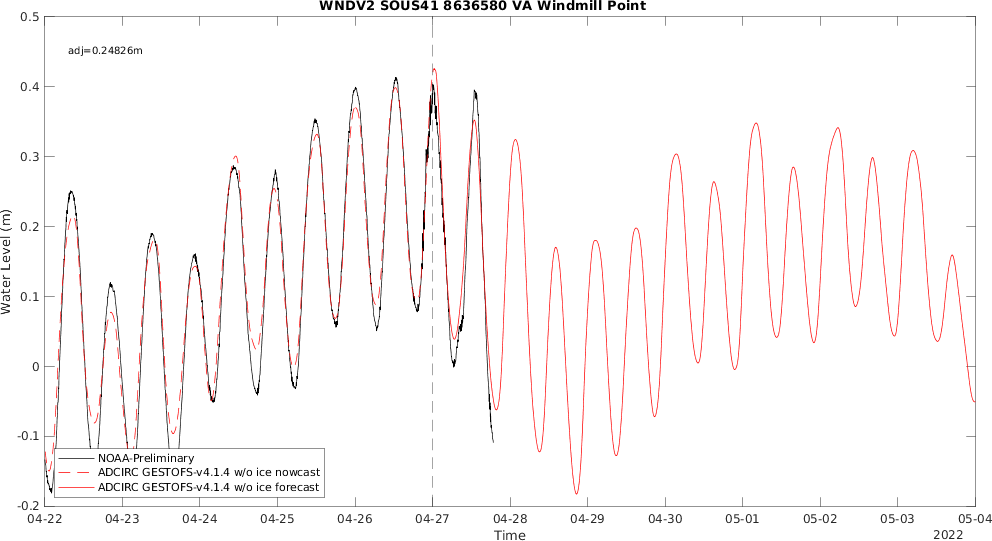 WNDV2 SOUS41 8636580 VA Windmill Point
adj=0.24826m
Water Level (m)
0.5
0.4
0.3
0.2
0.1
0
-0.1
-0.2
NOAA-Preliminary
ADCIRC GESTOFS-v4.1.4 w/o ice nowcast
ADCIRC GESTOFS-v4.1.4 w/o ice forecast
04-22 04-23 04-24 04-25 04-26 04-27 04-28 04-29 04-30 05-01 05-02 05-03 05-04
Time
2022